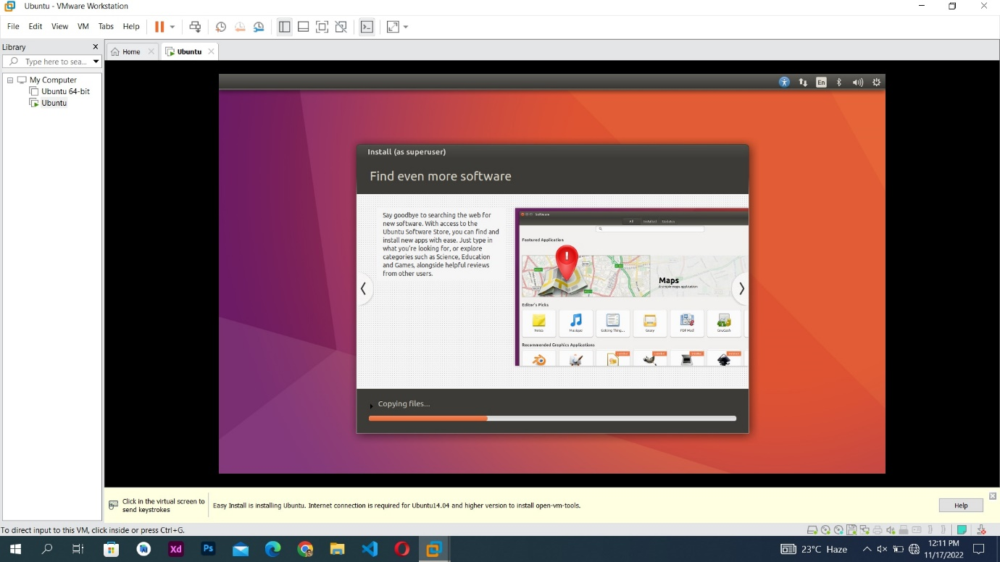 Ubuntu - VMware Workstation
File Edit View VM Tabs Help
Library
Home
Ubuntu
Type here to sea...
My Computer
Ubuntu 64-bit
Ubuntu
En
Install (as superuser)
Find even more software
Say goodbye to searching the web for
new software. With access to the
Ubuntu Software Store, you can find and
install new apps with ease. Just type in
what you're looking for, or explore
categories such as Science, Education
and Games, alongside helpful reviews
from other users.
Software
All Installed Updates
Featured Application
Maps
A simple maps application
Editor's Picks
Notes
Musique
Getting Thing...
Geary
PDF Mod
GnuCash
Recommended Graphics Applications
Copying files...
Click in the virtual screen to
send keystrokes
Easy Install is installing Ubuntu. Internet connection is required for Ubuntu14.04 and higher version to install open-vm-tools.
Help
To direct input to this VM, click inside or press Ctrl+G.
Xd
Ps
23°C Haze
12:11 PM
11/17/2022